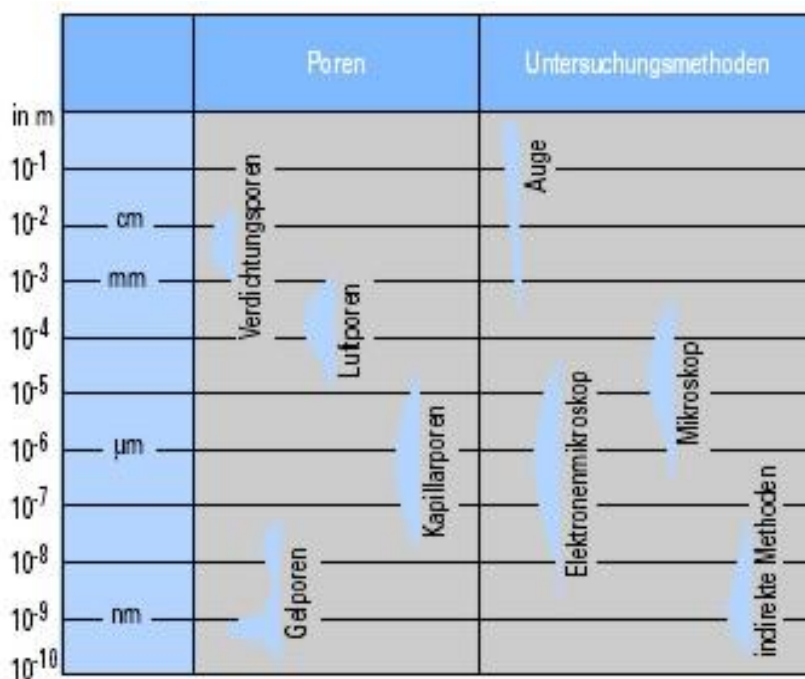 Poren
Untersuchungsmethoden
in m
10⁻¹
10⁻²
10⁻³
10⁻⁴
10⁻⁵
10⁻⁶
10⁻⁷
10⁻⁸
10⁻⁹
10⁻¹⁰
cm
mm
µm
nm
Verdichtungsporen
Luftporen
Kapillarporen
Gelporen
Auge
Mikroskop
Elektronenmikroskop
indirekte Methoden